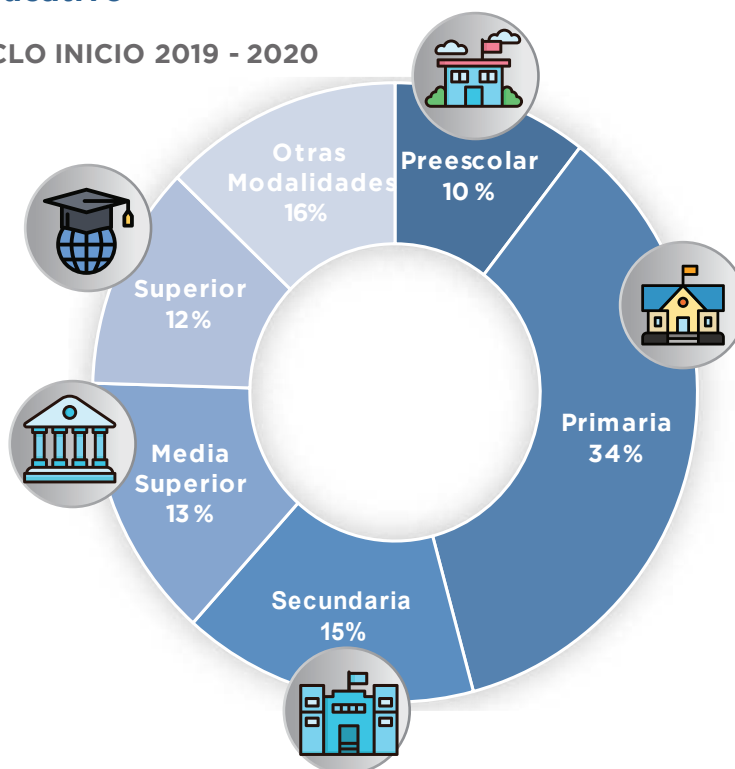 CLO INICIO 2019 - 2020
Preescolar
10 %
Primaria
34%
Secundaria
15%
Media
Superior
13 %
Superior
12%
Otras
Modalidades
16%